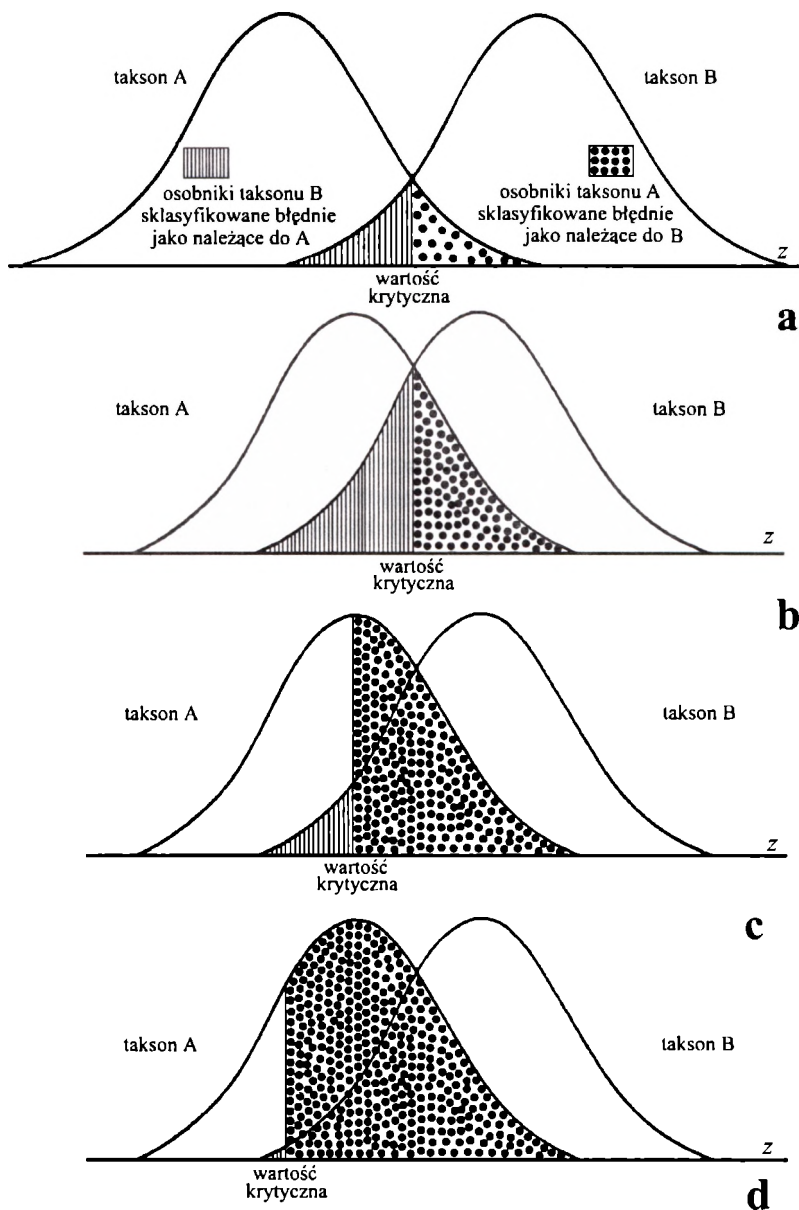 takson A
takson B
osobniki taksonu B
sklasyfikowane błędnie
jako należące do A
osobniki taksonu A
sklasyfikowane błędnie
jako należące do B
z
wartość
krytyczna
a
takson A
takson B
z
wartość
krytyczna
b
takson A
takson B
z
wartość
krytyczna
c
takson A
takson B
z
wartość
krytyczna
d